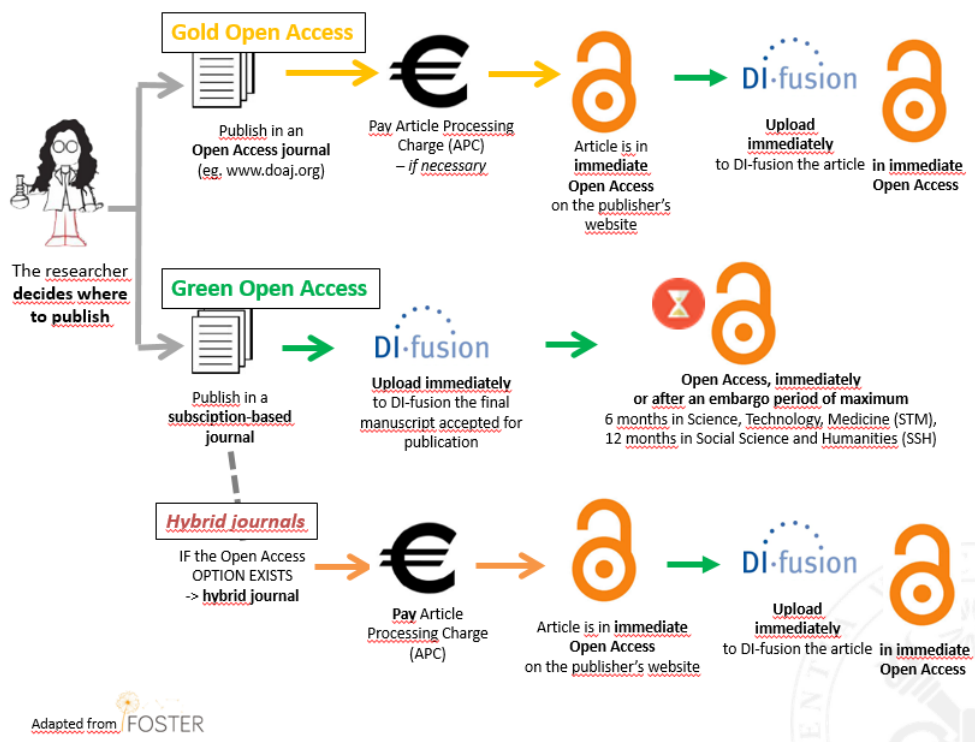 Gold Open Access
Publish in an
Open Access journal
(eg. www.doaj.org)
Pay Article Processing
Charge (APC)
– if necessary
Article is in
immediate
Open Access
on the publisher's
website
DI·fusion
Upload
immediately
to DI-fusion the article
in immediate
Open Access
The researcher
decides where
to publish
Green Open Access
Publish in a
subsciption-based
journal
DI·fusion
Upload immediately
to DI-fusion the final
manuscript accepted for
publication
Open Access, immediately
or after an embargo period of maximum
6 months in Science, Technology, Medicine (STM),
12 months in Social Science and Humanities (SSH)
Hybrid journals
IF the Open Access
OPTION EXISTS
-> hybrid journal
Pay Article
Processing Charge
(APC)
Article is in immediate
Open Access
on the publisher's website
DI·fusion
Upload
immediately
to DI-fusion the article
in immediate
Open Access
Adapted from FOSTER